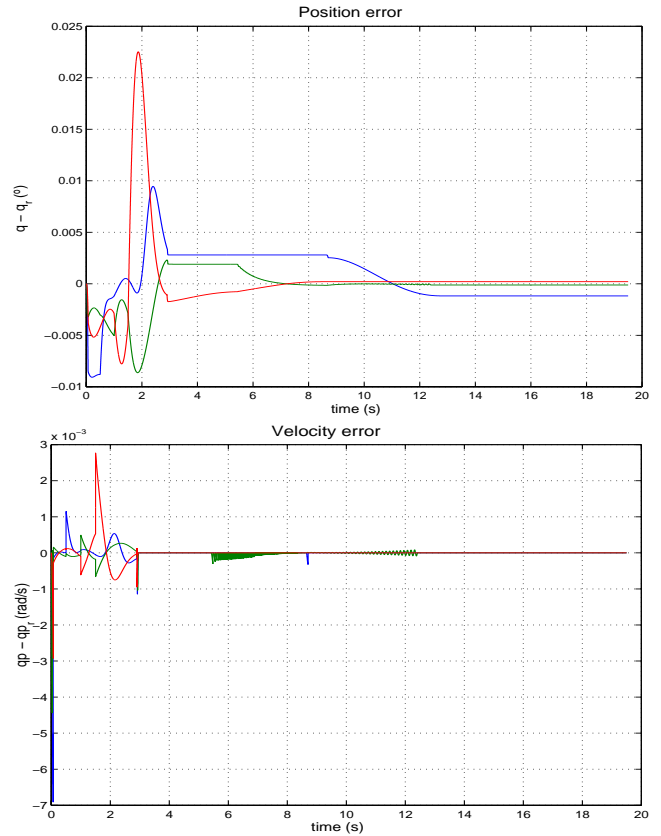 Position error
0.025
0.02
0.015
0.01
0.005
0
−0.005
−0.01
q − q_r (º)
0 2 4 6 8 10 12 14 16 18 20
time (s)
Velocity error
x 10⁻³
3
2
1
0
−1
−2
−3
−4
−5
−6
−7
qp − qp_r (rad/s)
0 2 4 6 8 10 12 14 16 18 20
time (s)